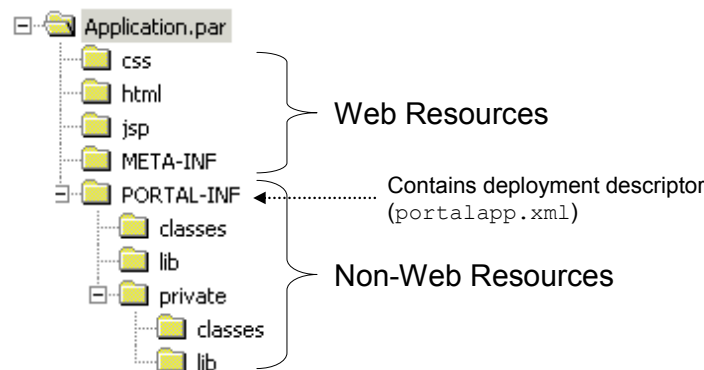 Application.par
css
html
jsp
META-INF
Web Resources
PORTAL-INF
Contains deployment descriptor
(portalapp.xml)
classes
lib
private
Non-Web Resources
classes
lib